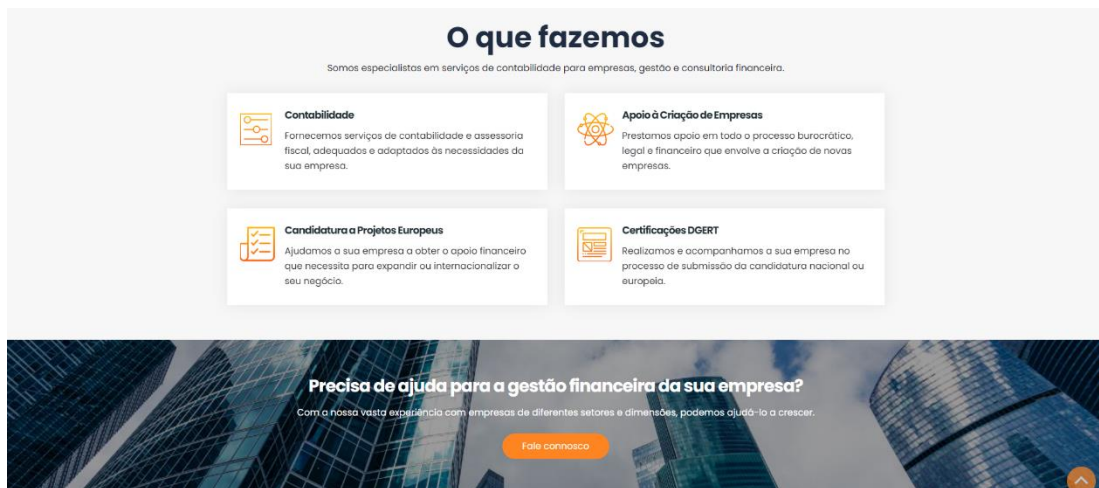 O que fazemos
Somos especialistas em serviços de contabilidade para empresas, gestão e consultoria financeira.
Contabilidade
Fornecemos serviços de contabilidade e assessoria
fiscal, adequados e adaptados às necessidades da
sua empresa.
Apoio à Criação de Empresas
Prestamos apoio em todo o processo burocrático,
legal e financeiro que envolve a criação de novas
empresas.
Candidatura a Projetos Europeus
Ajudamos a sua empresa a obter o apoio financeiro
que necessita para expandir ou internacionalizar o
seu negócio.
Certificações DGERT
Realizamos e acompanhamos a sua empresa no
processo de submissão da candidatura nacional ou
europeia.
Precisa de ajuda para a gestão financeira da sua empresa?
Com a nossa vasta experiência com empresas de diferentes setores e dimensões, podemos ajudá-lo a crescer.
Fale connosco